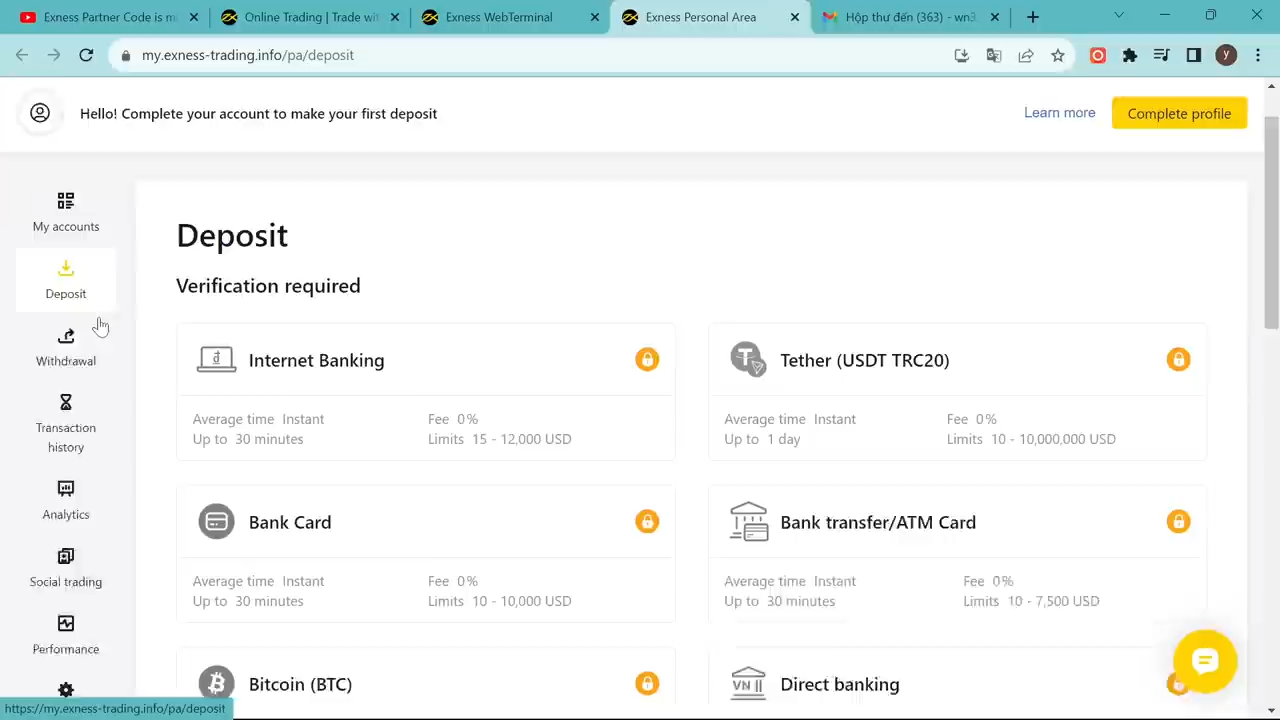 Exness Partner Code is m
Online Trading | Trade wit
Exness WebTerminal
Exness Personal Area
Hộp thư đến (363) - wn3
my.exness-trading.info/pa/deposit
y
Hello! Complete your account to make your first deposit
Learn more
Complete profile
My accounts
Deposit
Withdrawal
Transaction
history
Analytics
Social trading
Performance
Deposit
Verification required
Internet Banking
Average time Instant
Fee 0%
Up to 30 minutes
Limits 15 - 12,000 USD
Tether (USDT TRC20)
Average time Instant
Fee 0%
Up to 1 day
Limits 10 - 10,000,000 USD
Bank Card
Average time Instant
Fee 0%
Up to 30 minutes
Limits 10 - 10,000 USD
Bank transfer/ATM Card
Average time Instant
Fee 0%
Up to 30 minutes
Limits 10 - 7,500 USD
Bitcoin (BTC)
VN
Direct banking
https://my.exness-trading.info/pa/deposit